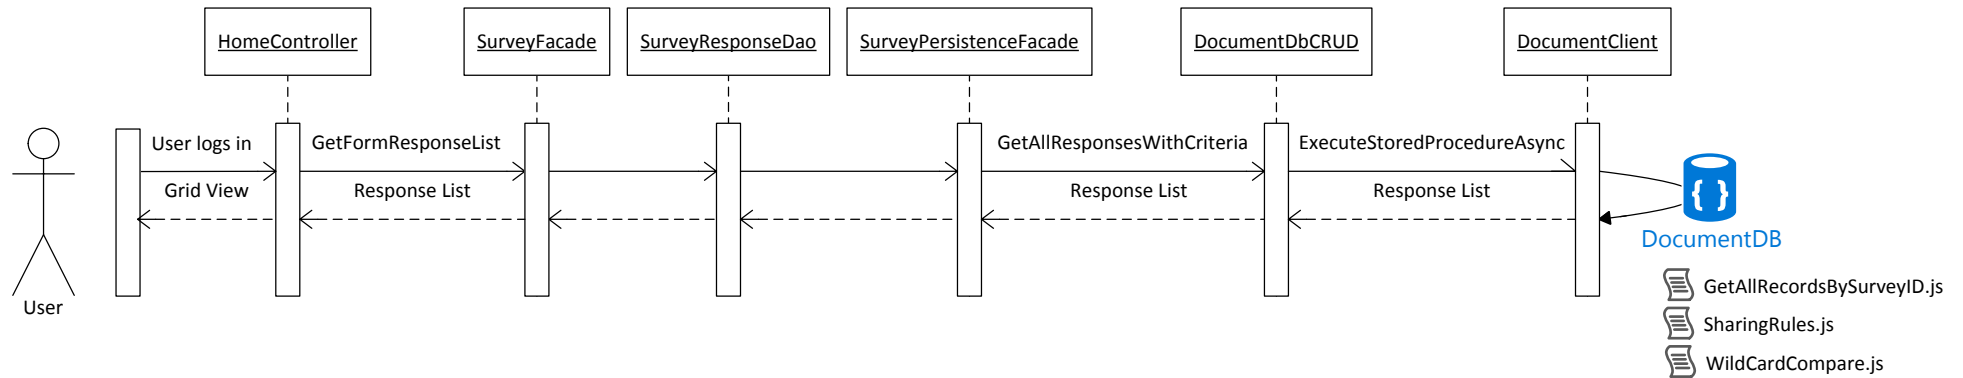 HomeController
SurveyFacade
SurveyResponseDao
SurveyPersistenceFacade
DocumentDbCRUD
DocumentClient
User logs in
GetFormResponseList
GetAllResponsesWithCriteria
ExecuteStoredProcedureAsync
Grid View
Response List
Response List
Response List
{ }
DocumentDB
User
GetAllRecordsBySurveyID.js
SharingRules.js
WildCardCompare.js